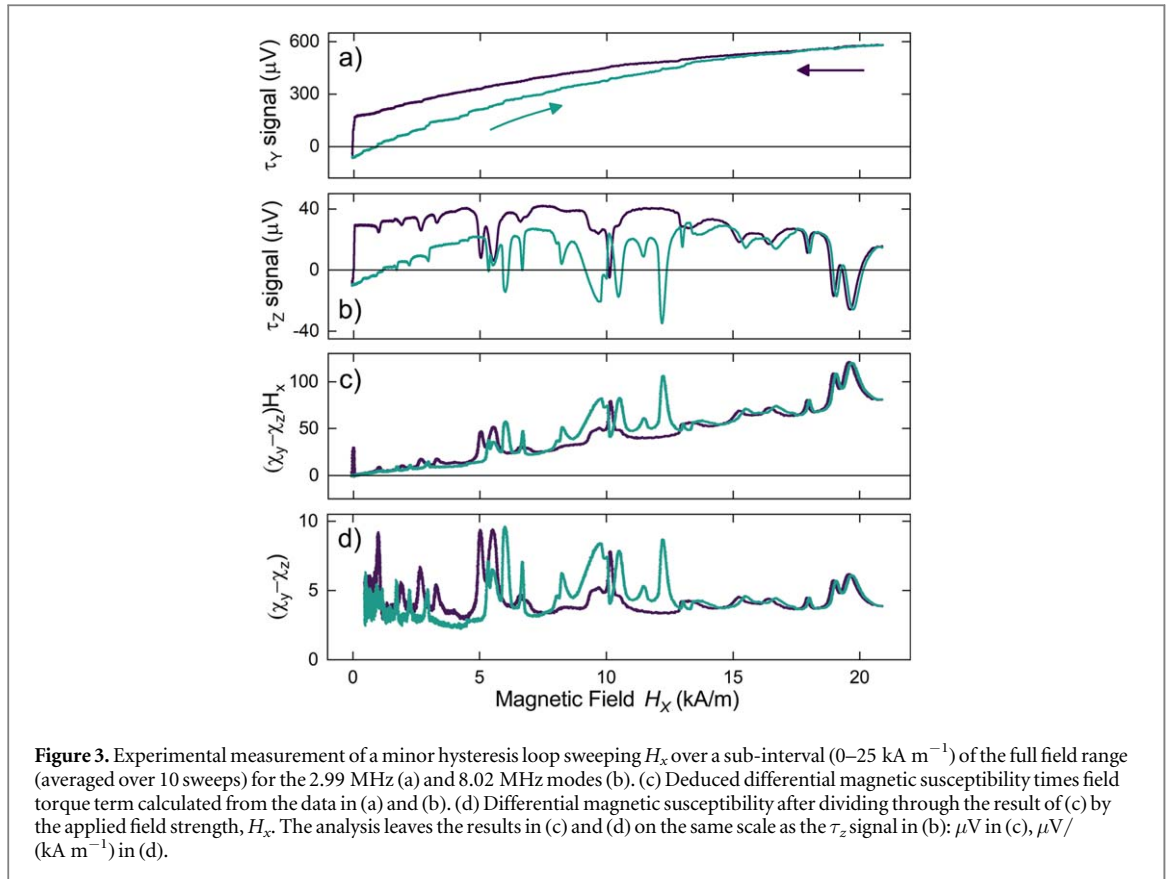 a)
τY signal (μV)
600
300
0
b)
τZ signal (μV)
40
0
-40
c)
(χy−χz)Hx
100
50
0
d)
(χy−χz)
10
5
0
0 5 10 15 20
Magnetic Field HX (kA/m)
Figure 3. Experimental measurement of a minor hysteresis loop sweeping Hx over a sub-interval (0–25 kA m−1) of the full field range
(averaged over 10 sweeps) for the 2.99 MHz (a) and 8.02 MHz modes (b). (c) Deduced differential magnetic susceptibility times field
torque term calculated from the data in (a) and (b). (d) Differential magnetic susceptibility after dividing through the result of (c) by
the applied field strength, Hx. The analysis leaves the results in (c) and (d) on the same scale as the τz signal in (b): μV in (c), μV/
(kA m−1) in (d).